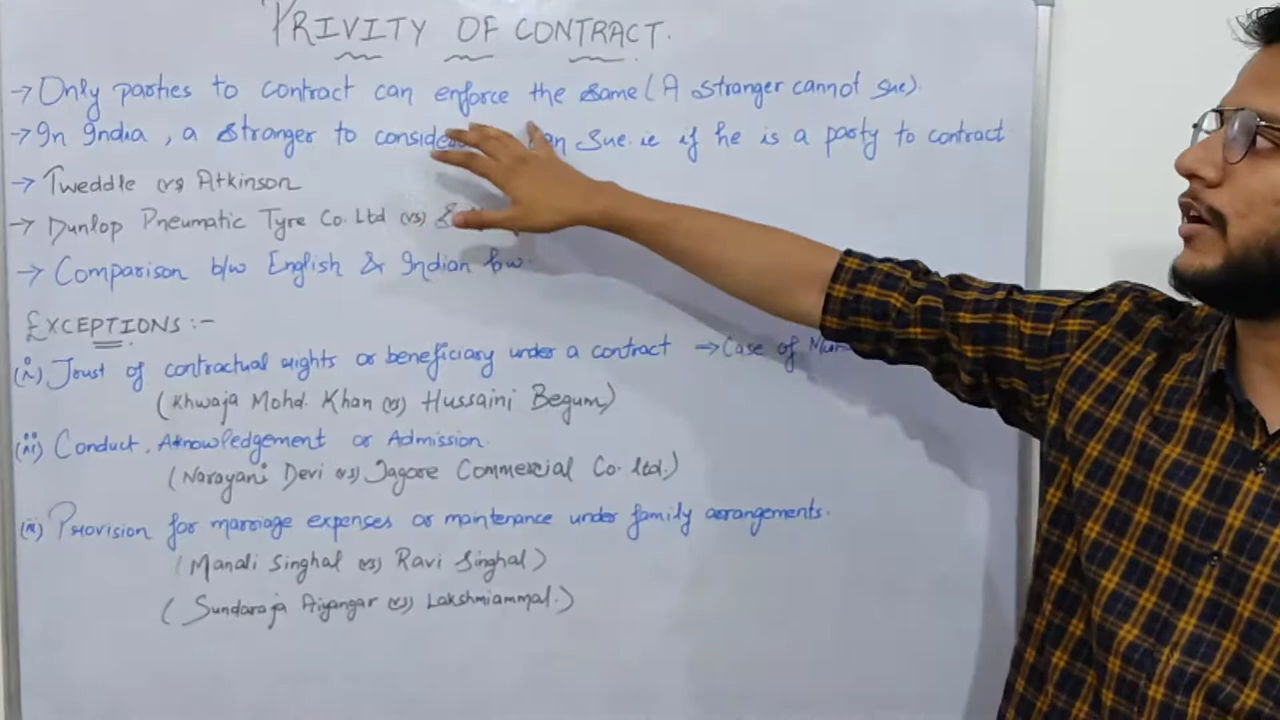 PRIVITY OF CONTRACT.
→ Only parties to contract can enforce the same (A stranger cannot sue).
→ In India, a stranger to can sue. ie if he is a party to contract
→ Tweddle (vs) Atkinson
→ Dunlop Pneumatic Tyre Co. Ltd (vs)
→ Comparison b/w English & Indian law.
EXCEPTIONS :-
(i) Trust of contractual rights or beneficiary under a contract → Case of
(Khwaja Mohd. Khan (vs) Hussaini Begum)
(ii) Conduct, Aknowledgement or Admission.
(Narayani Devi (vs) Tagore Commercial Co. ltd.)
(iii) Provision for marriage expenses or maintenance under family arrangements.
(Manali Singhal (vs) Ravi Singhal)
(Sundaraja Aiyangar (vs) Lakshmiammal.)